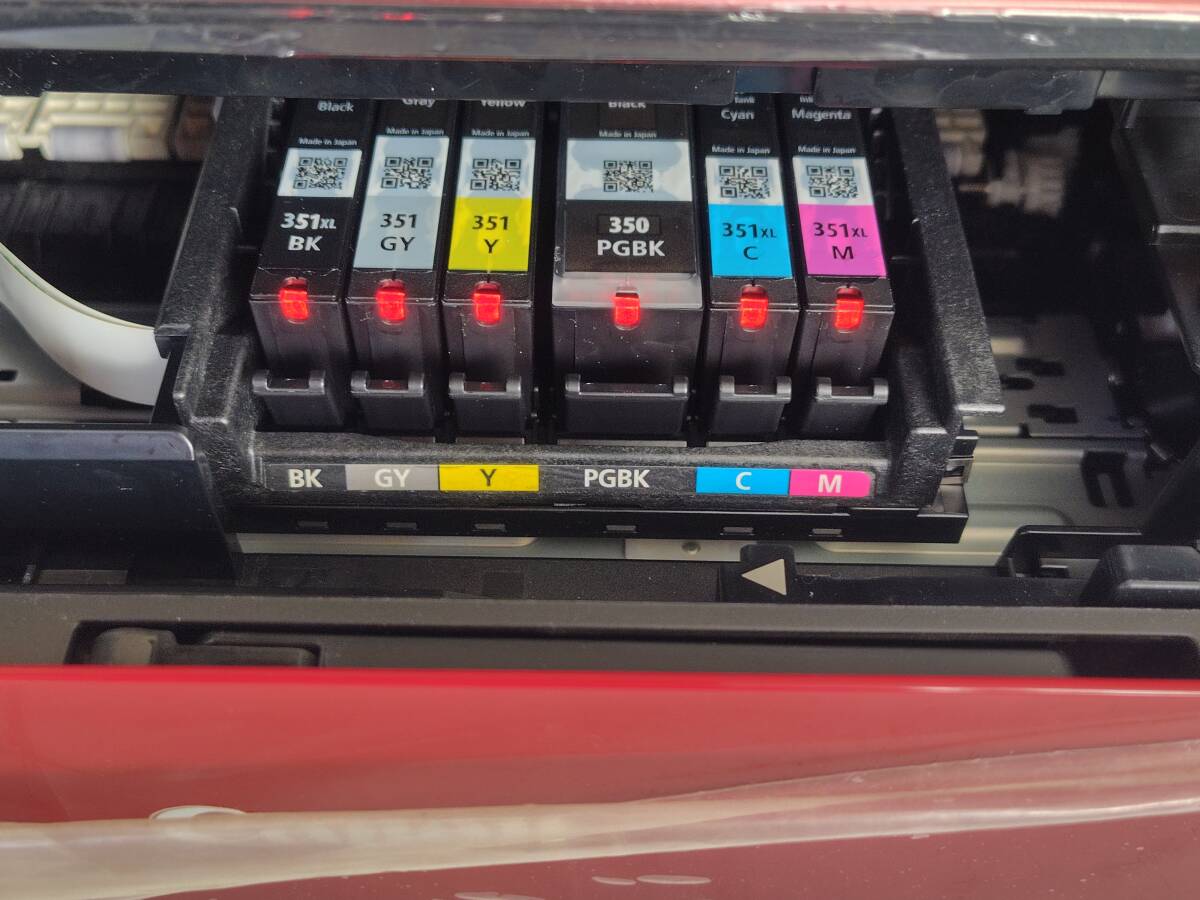 Black
Made in Japan
351XL
BK
Gray
Made in Japan
351
GY
Yellow
Made in Japan
351
Y
Black
Made in Japan
350
PGBK
Cyan
Made in Japan
351XL
C
Magenta
Made in Japan
351XL
M
BK GY Y PGBK C M